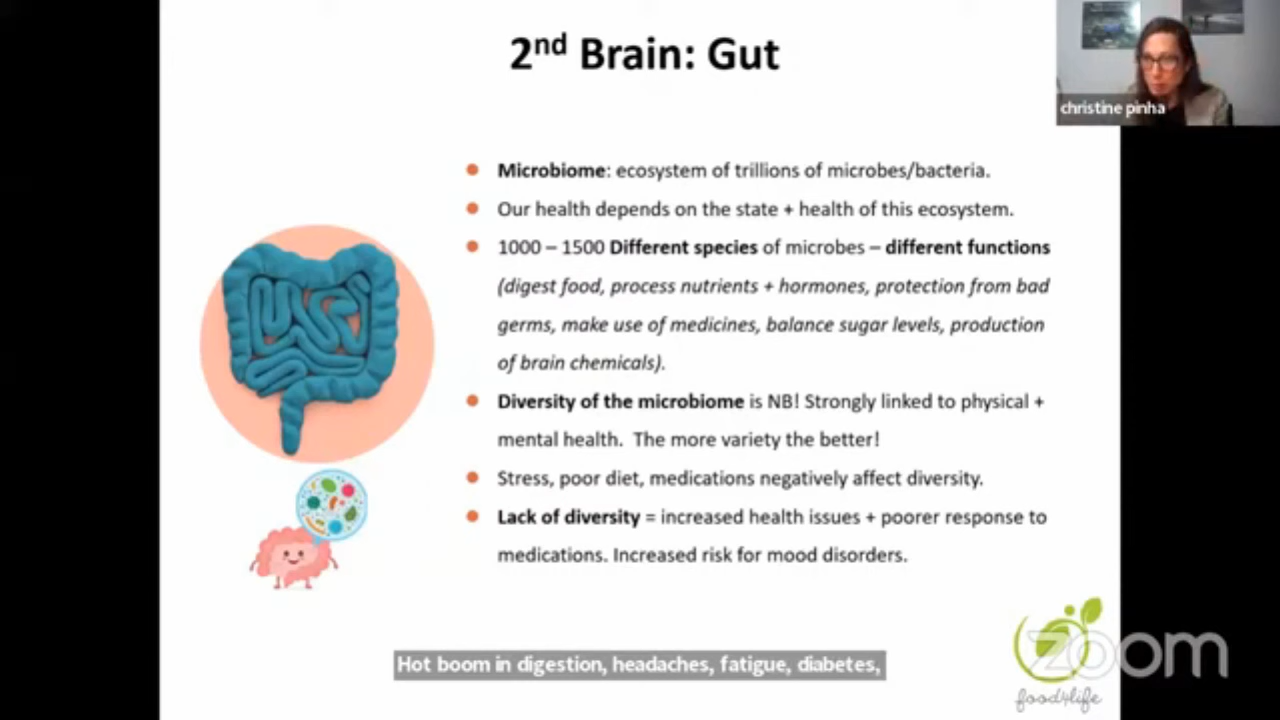 2nd Brain: Gut
christine pinha
Microbiome: ecosystem of trillions of microbes/bacteria.
Our health depends on the state + health of this ecosystem.
1000 – 1500 Different species of microbes – different functions
(digest food, process nutrients + hormones, protection from bad
germs, make use of medicines, balance sugar levels, production
of brain chemicals).
Diversity of the microbiome is NB! Strongly linked to physical +
mental health. The more variety the better!
Stress, poor diet, medications negatively affect diversity.
Lack of diversity = increased health issues + poorer response to
medications. Increased risk for mood disorders.
Hot boom in digestion, headaches, fatigue, diabetes,
zoom
food4life